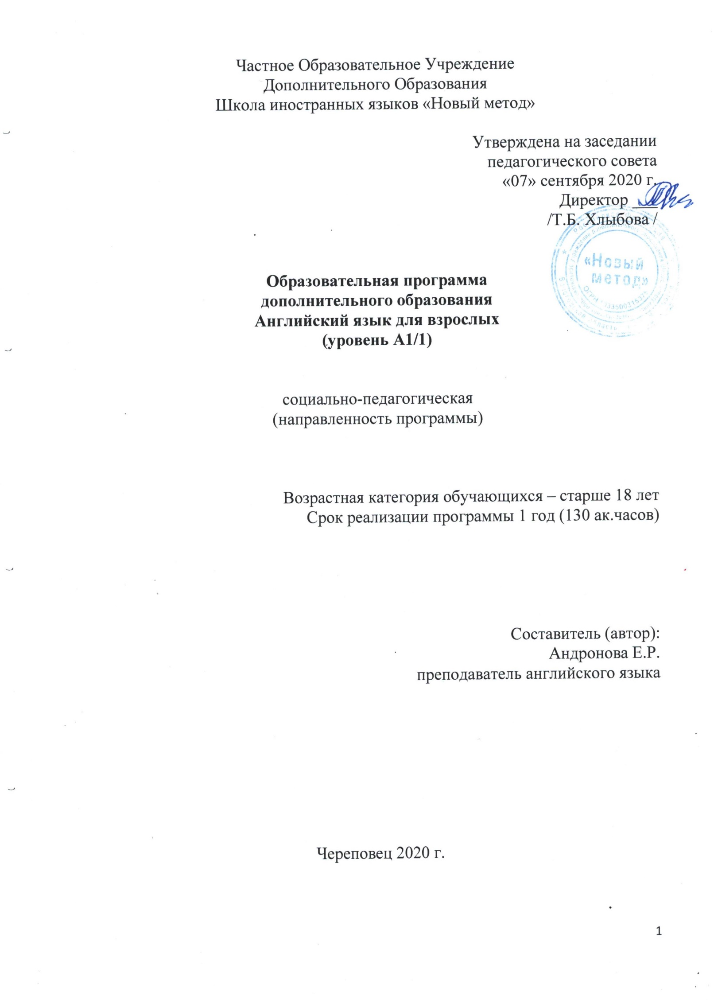 Частное Образовательное Учреждение
Дополнительного Образования
Школа иностранных языков «Новый метод»
Утверждена на заседании
педагогического совета
«07» сентября 2020 г.
Директор ____
/Т.Б. Хлыбова /
«Новый
метод»
ОГРН
Образовательная программа
дополнительного образования
Английский язык для взрослых
(уровень А1/1)
социально-педагогическая
(направленность программы)
Возрастная категория обучающихся – старше 18 лет
Срок реализации программы 1 год (130 ак.часов)
Составитель (автор):
Андронова Е.Р.
преподаватель английского языка
Череповец 2020 г.
1